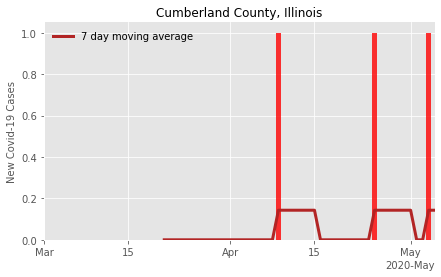 Cumberland County, Illinois
7 day moving average
New Covid-19 Cases
1.0
0.8
0.6
0.4
0.2
0.0
Mar 15 Apr 15 May
2020-May